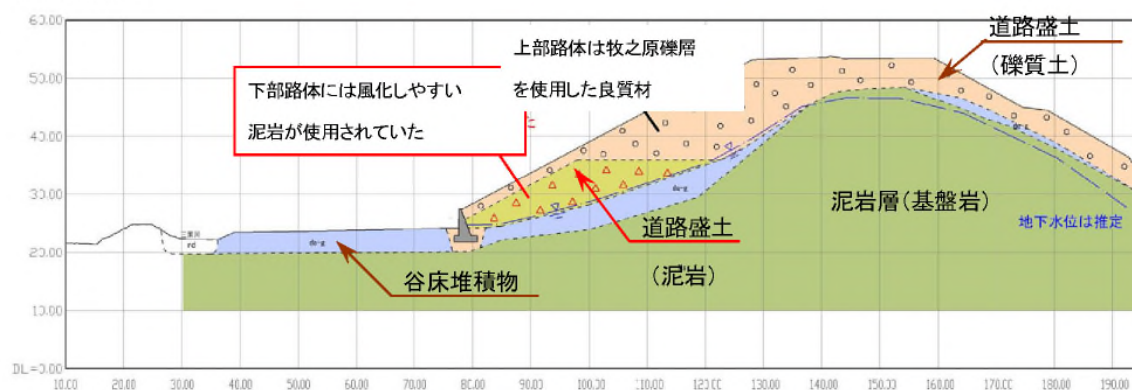 60.00
50.00
40.00
30.00
20.00
10.00
DL=0.00
道路盛土
(礫質土)
上部路体は牧之原礫層
を使用した良質材
下部路体には風化しやすい
泥岩が使用されていた
泥岩層(基盤岩)
地下水位は推定
道路盛土
(泥岩)
谷床堆積物
rd
do-g
do-g
do-g
10.00 20.00 30.00 40.00 50.00 60.00 70.00 80.00 90.00 100.00 110.00 120.00 130.00 140.00 150.00 160.00 170.00 180.00 190.00